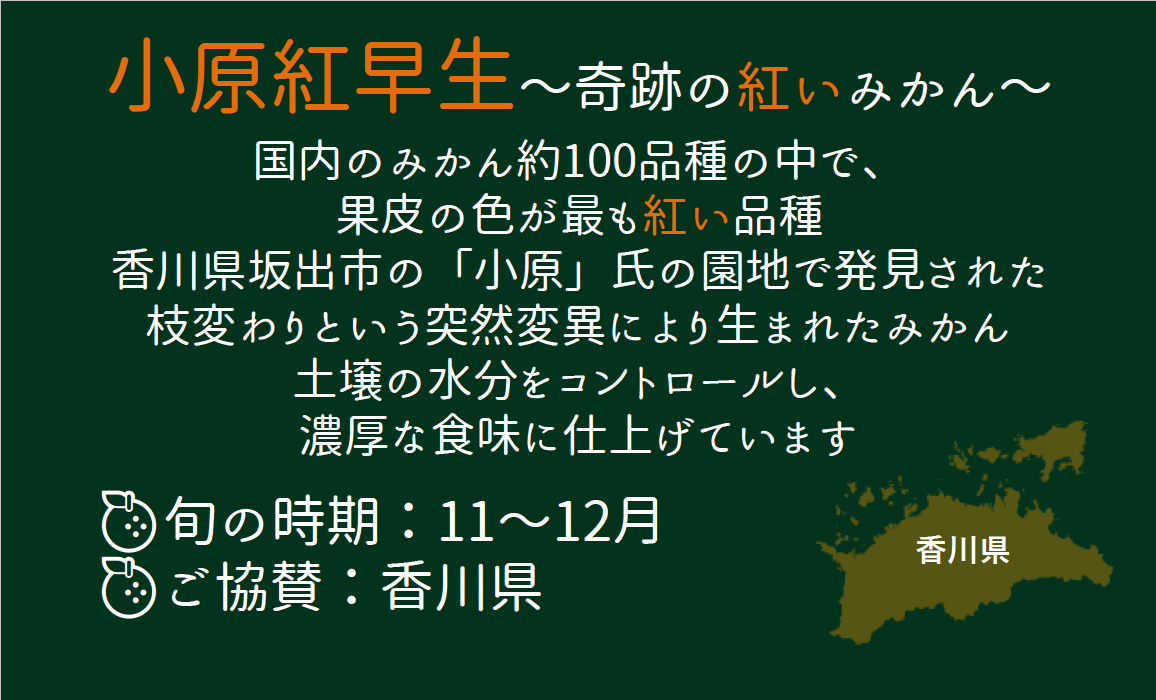 小原紅早生～奇跡の紅いみかん～
国内のみかん約100品種の中で、
果皮の色が最も紅い品種
香川県坂出市の「小原」氏の園地で発見された
枝変わりという突然変異により生まれたみかん
土壌の水分をコントロールし、
濃厚な食味に仕上げています
旬の時期：11～12月
ご協賛：香川県
香川県